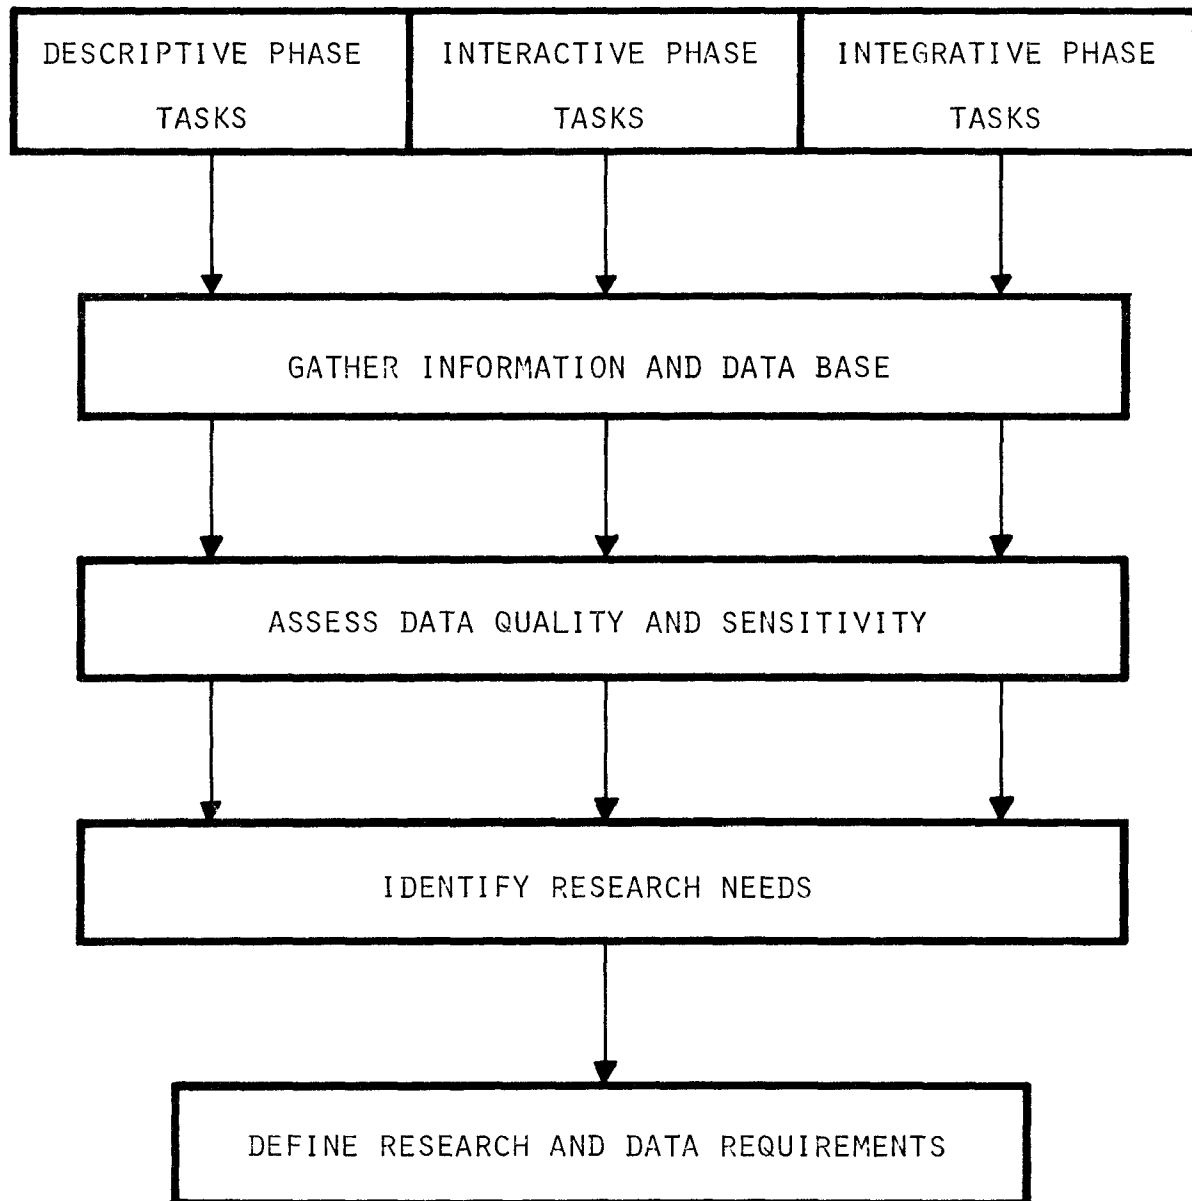 DESCRIPTIVE PHASE
TASKS
INTERACTIVE PHASE
TASKS
INTEGRATIVE PHASE
TASKS
GATHER INFORMATION AND DATA BASE
ASSESS DATA QUALITY AND SENSITIVITY
IDENTIFY RESEARCH NEEDS
DEFINE RESEARCH AND DATA REQUIREMENTS